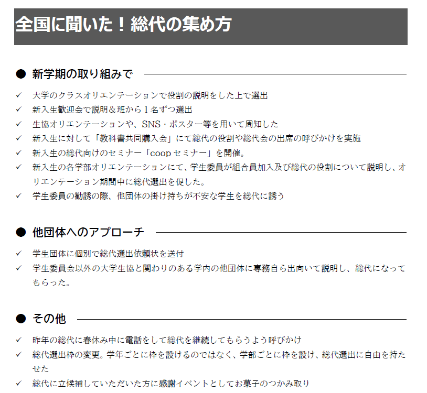 全国に聞いた！総代の集め方
● 新学期の取り組みで
✓ 大学のクラスオリエンテーションで役割の説明をした上で選出
✓ 新入生歓迎会で説明＆班から１名ずつ選出
✓ 生協オリエンテーションや、SNS・ポスター等を用いて周知した
✓ 新入生に対して「教科書共同購入会」にて総代の役割や総代会の出席の呼びかけを実施
✓ 新入生の総代向けのセミナー「coopセミナー」を開催。
✓ 新入生の各学部オリエンテーションにて、学生委員が組合員加入及び総代の役割について説明し、オ
リエンテーション期間中に総代選出を促した。
✓ 学生委員の勧誘の際、他団体の掛け持ちが不安な学生を総代に誘う
● 他団体へのアプローチ
✓ 学生団体に個別で総代選出依頼状を送付
✓ 学生委員会以外の大学生協と関わりのある学内の他団体に専務自ら出向いて説明し、総代になって
もらった。
● その他
✓ 昨年の総代に春休み中に電話をして総代を継続してもらうよう呼びかけ
✓ 総代選出枠の変更。学年ごとに枠を設けるのではなく、学部ごとに枠を設け、総代選出に自由を持た
せた
✓ 総代に立候補していただいた方に感謝イベントとしてお菓子のつかみ取り